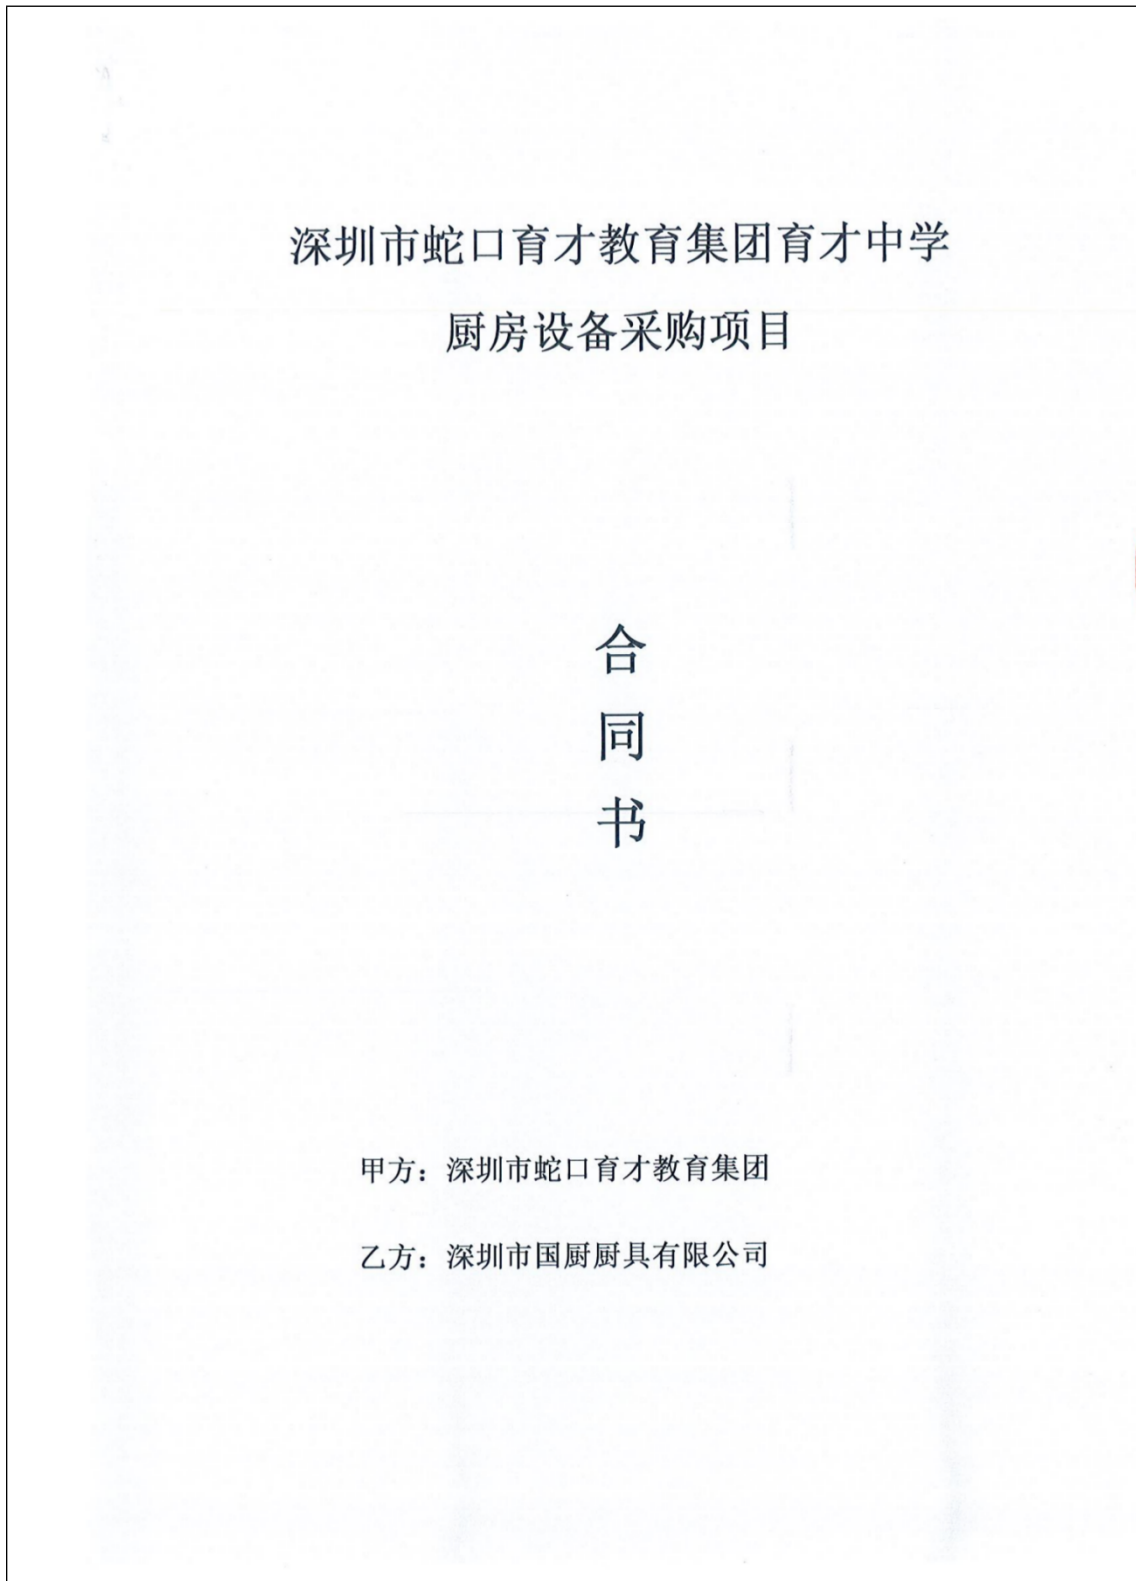 深圳市蛇口育才教育集团育才中学
厨房设备采购项目
合
同
书
甲方：深圳市蛇口育才教育集团
乙方：深圳市国厨厨具有限公司